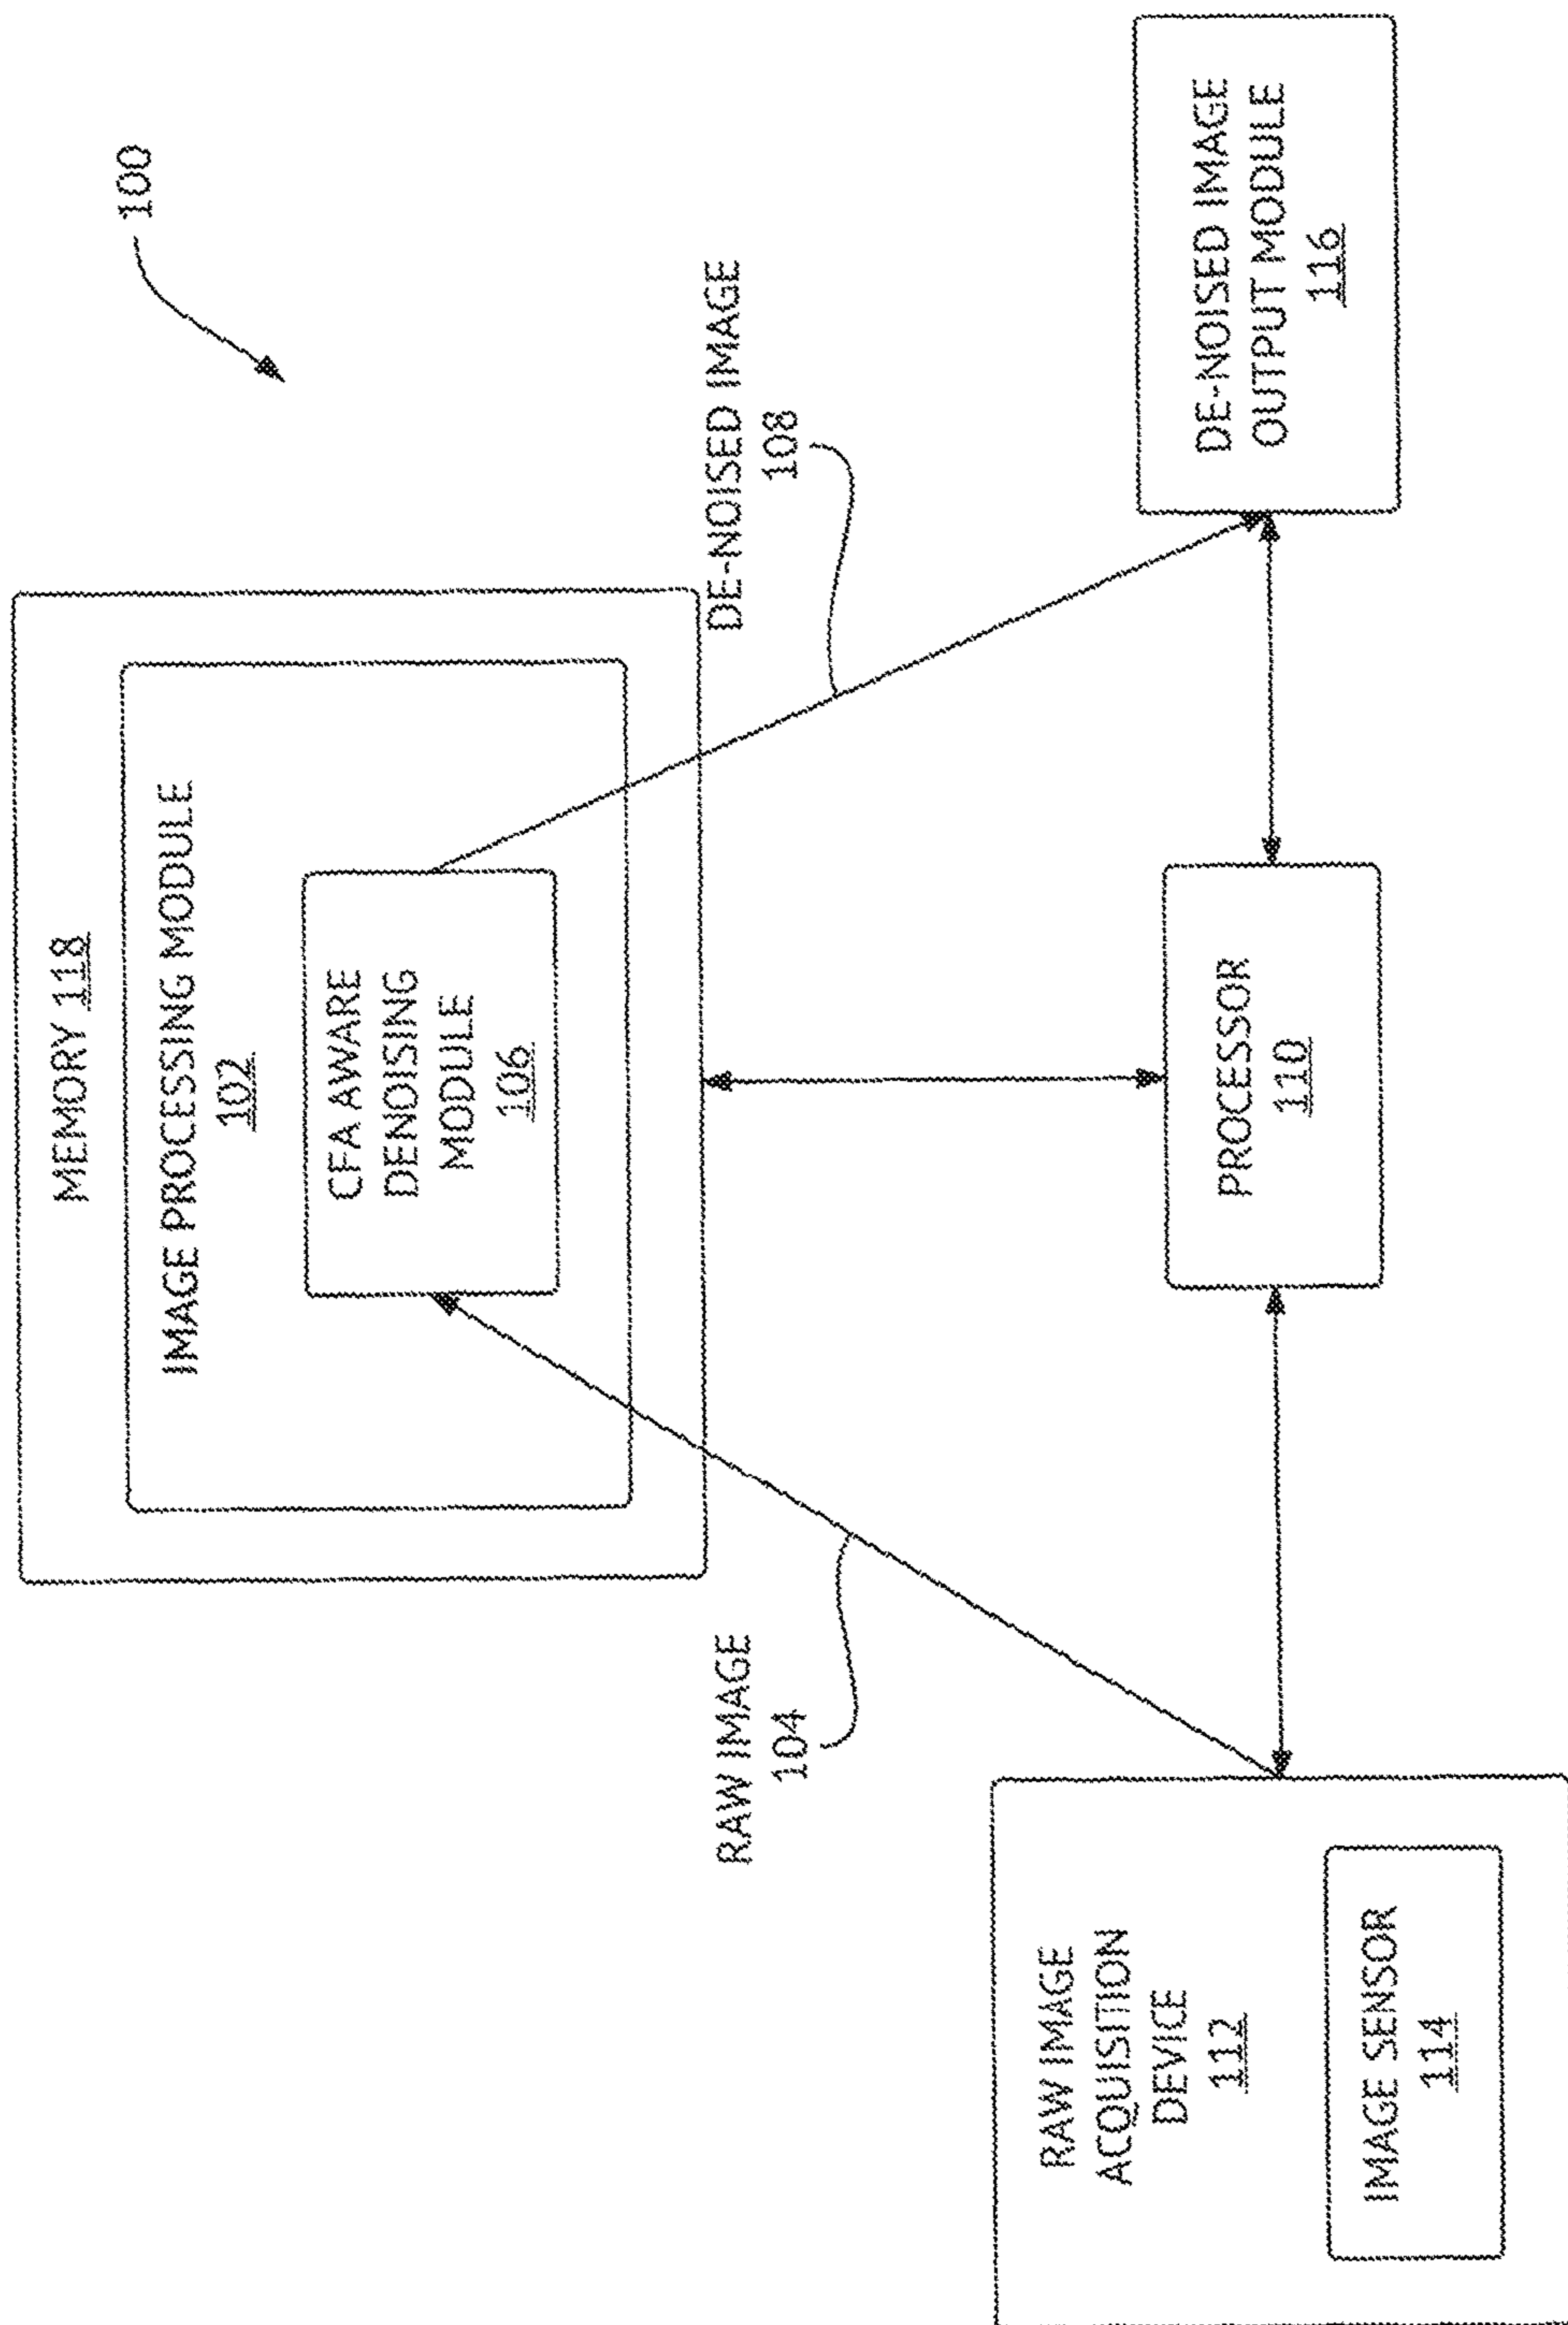 100
MEMORY 118
IMAGE PROCESSING MODULE
102
CFA AWARE
DENOISING
MODULE
106
RAW IMAGE
104
DE-NOISED IMAGE
108
RAW IMAGE
ACQUISITION
DEVICE
112
IMAGE SENSOR
114
PROCESSOR
110
DE-NOISED IMAGE
OUTPUT MODULE
116